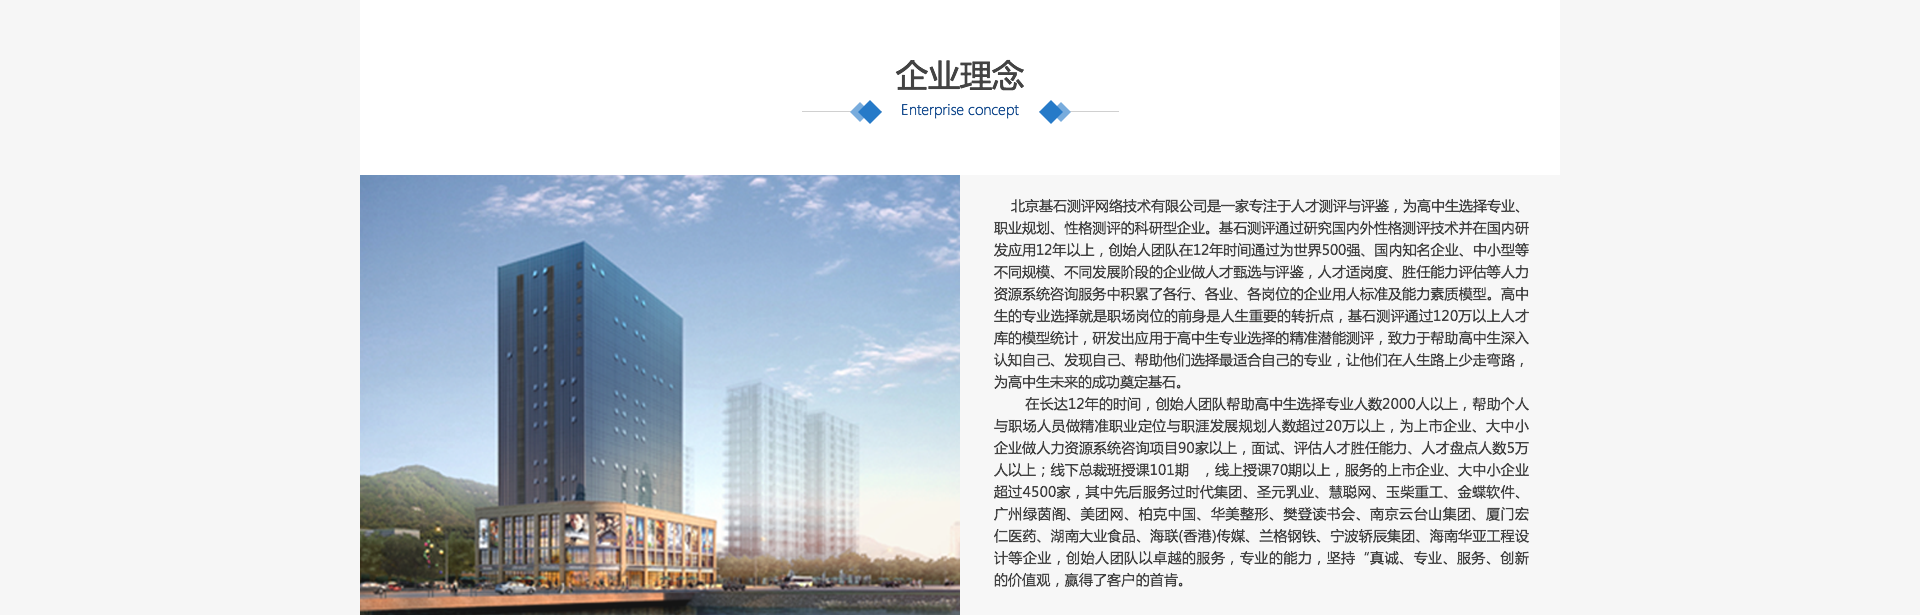 企业理念
Enterprise concept
北京基石测评网络技术有限公司是一家专注于人才测评与评鉴，为高中生选择专业、
职业规划、性格测评的科研型企业。基石测评通过研究国内外性格测评技术并在国内研
发应用12年以上，创始人团队在12年时间通过为世界500强、国内知名企业、中小型等
不同规模、不同发展阶段的企业做人才甄选与评鉴，人才适岗度、胜任能力评估等人力
资源系统咨询服务中积累了各行、各业、各岗位的企业用人标准及能力素质模型。高中
生的专业选择就是职场岗位的前身是人生重要的转折点，基石测评通过120万以上人才
库的模型统计，研发出应用于高中生专业选择的精准潜能测评，致力于帮助高中生深入
认知自己、发现自己、帮助他们选择最适合自己的专业，让他们在人生路上少走弯路，
为高中生未来的成功奠定基石。
在长达12年的时间，创始人团队帮助高中生选择专业人数2000人以上，帮助个人
与职场人员做精准职业定位与职涯发展规划人数超过20万以上，为上市企业、大中小
企业做人力资源系统咨询项目90家以上，面试、评估人才胜任能力、人才盘点人数5万
人以上；线下总裁班授课101期 ，线上授课70期以上，服务的上市企业、大中小企业
超过4500家，其中先后服务过时代集团、圣元乳业、慧聪网、玉柴重工、金蝶软件、
广州绿茵阁、美团网、柏克中国、华美整形、樊登读书会、南京云台山集团、厦门宏
仁医药、湖南大业食品、海联(香港)传媒、兰格钢铁、宁波轿辰集团、海南华亚工程设
计等企业，创始人团队以卓越的服务，专业的能力，坚持“真诚、专业、服务、创新
的价值观，赢得了客户的首肯。